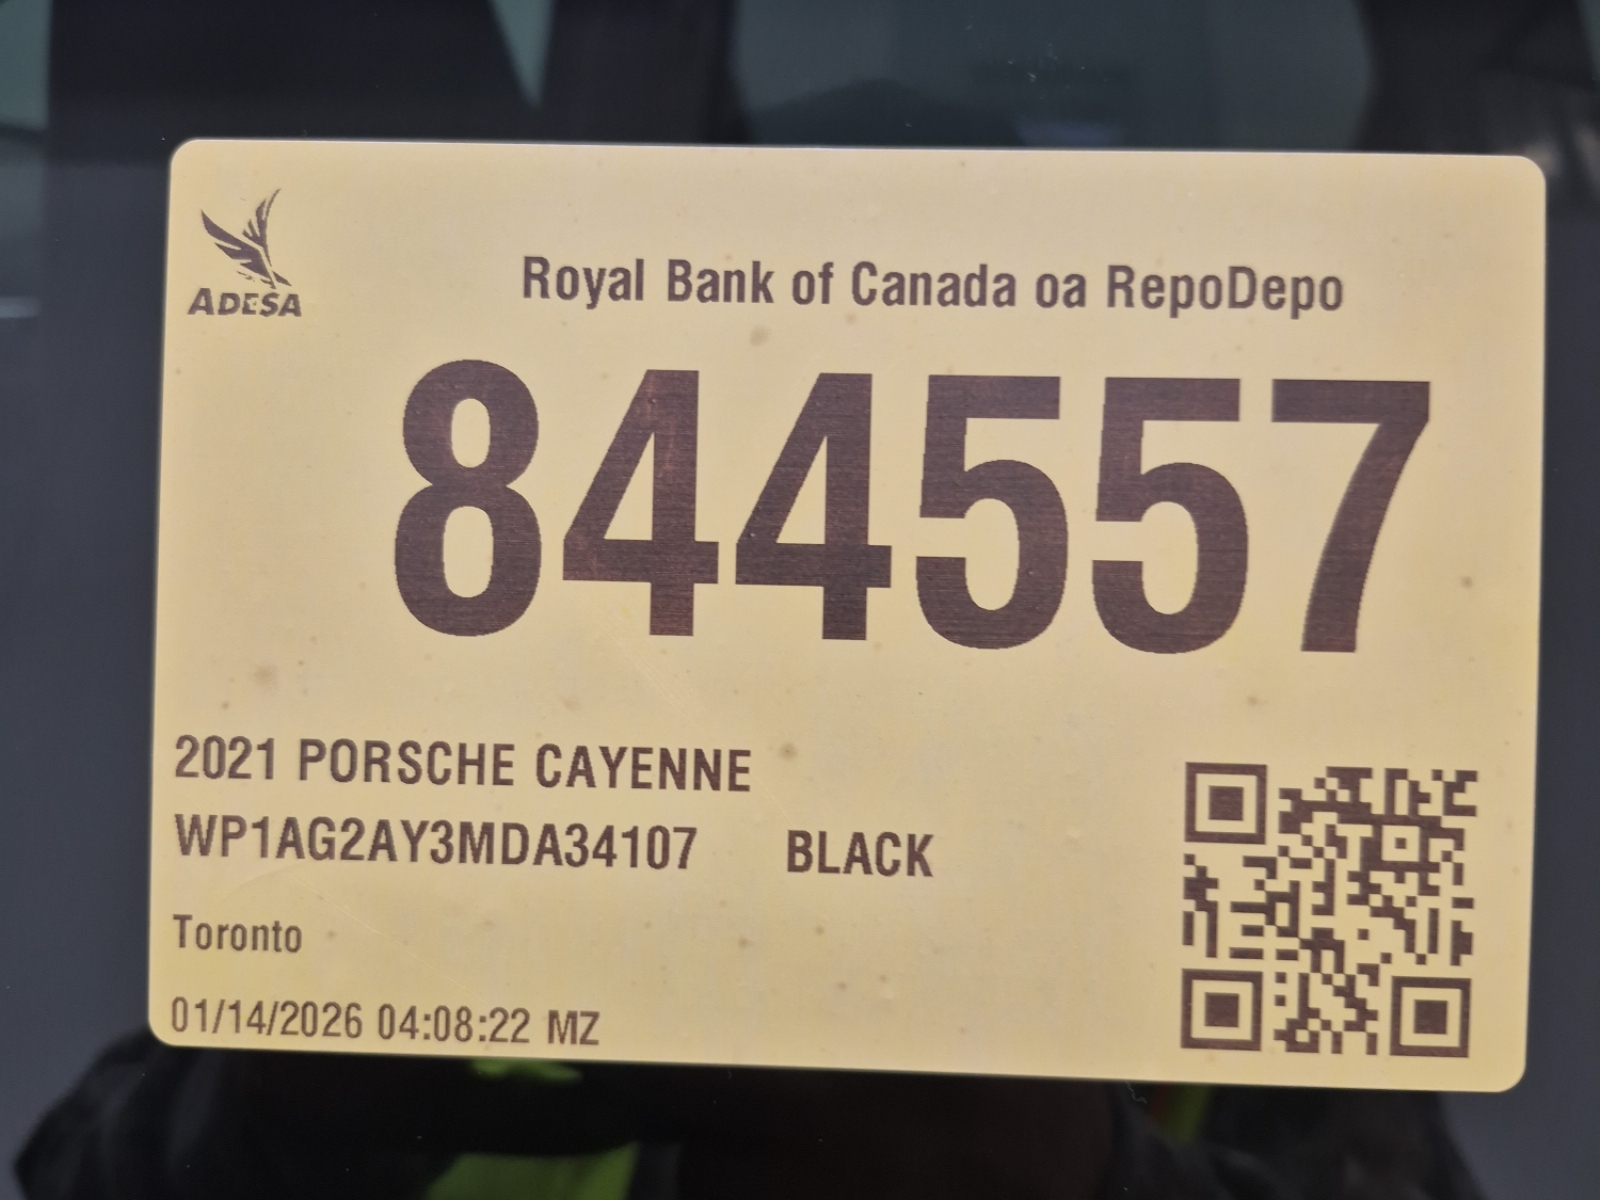 ADESA
Royal Bank of Canada oa RepoDepo
844557
2021 PORSCHE CAYENNE
WP1AG2AY3MDA34107 BLACK
Toronto
01/14/2026 04:08:22 MZ